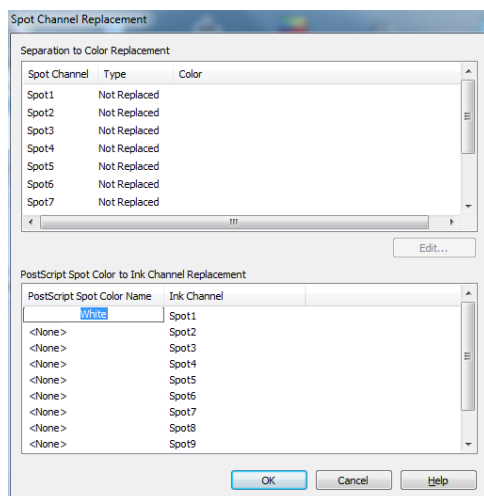 Spot Channel Replacement
Separation to Color Replacement
Spot Channel Type Color
Spot1 Not Replaced
Spot2 Not Replaced
Spot3 Not Replaced
Spot4 Not Replaced
Spot5 Not Replaced
Spot6 Not Replaced
Spot7 Not Replaced
Edit...
PostScript Spot Color to Ink Channel Replacement
PostScript Spot Color Name Ink Channel
White Spot1
<None> Spot2
<None> Spot3
<None> Spot4
<None> Spot5
<None> Spot6
<None> Spot7
<None> Spot8
<None> Spot9
OK Cancel Help